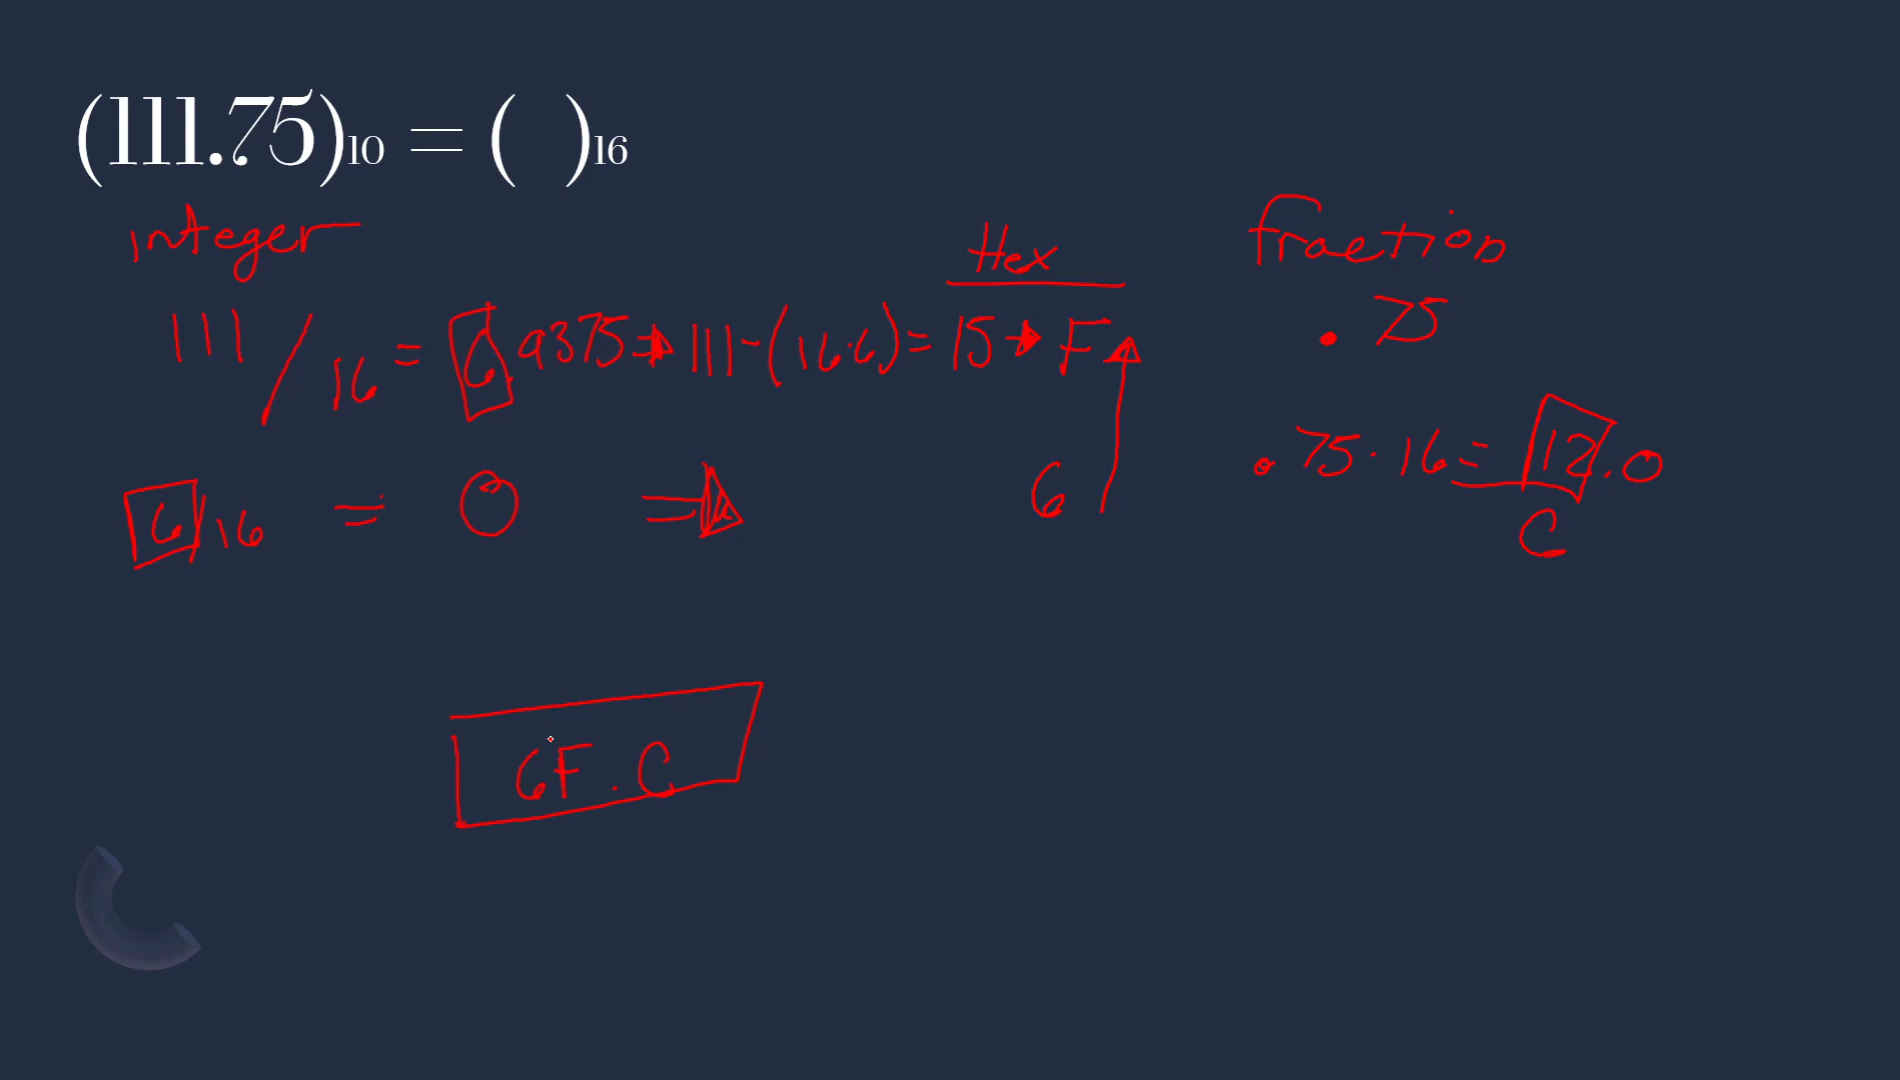 (111.75)10 = ( )16
integer
Hex
fraction
111/16 = 6.9375 → 111-(16·6) = 15 → F
.75
6/16 = 0 ⇒ 6
.75·16 = 12.0
C
6F.C